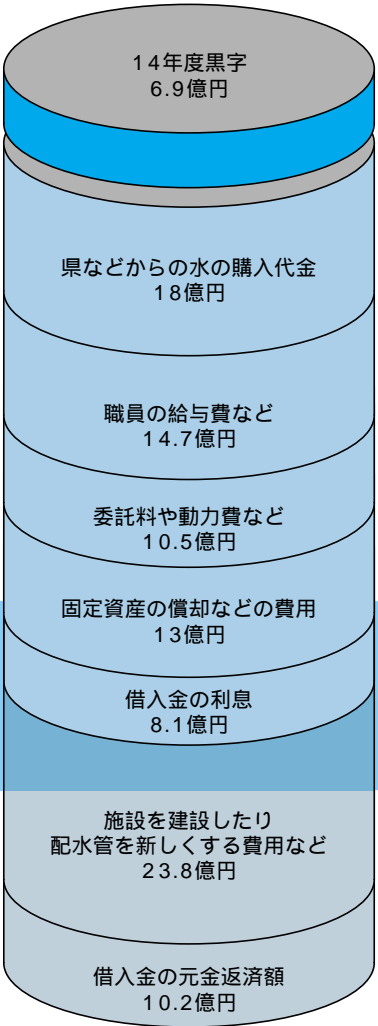 14年度黒字
6.9億円
県などからの水の購入代金
18億円
職員の給与費など
14.7億円
委託料や動力費など
10.5億円
固定資産の償却などの費用
13億円
借入金の利息
8.1億円
施設を建設したり
配水管を新しくする費用など
23.8億円
借入金の元金返済額
10.2億円